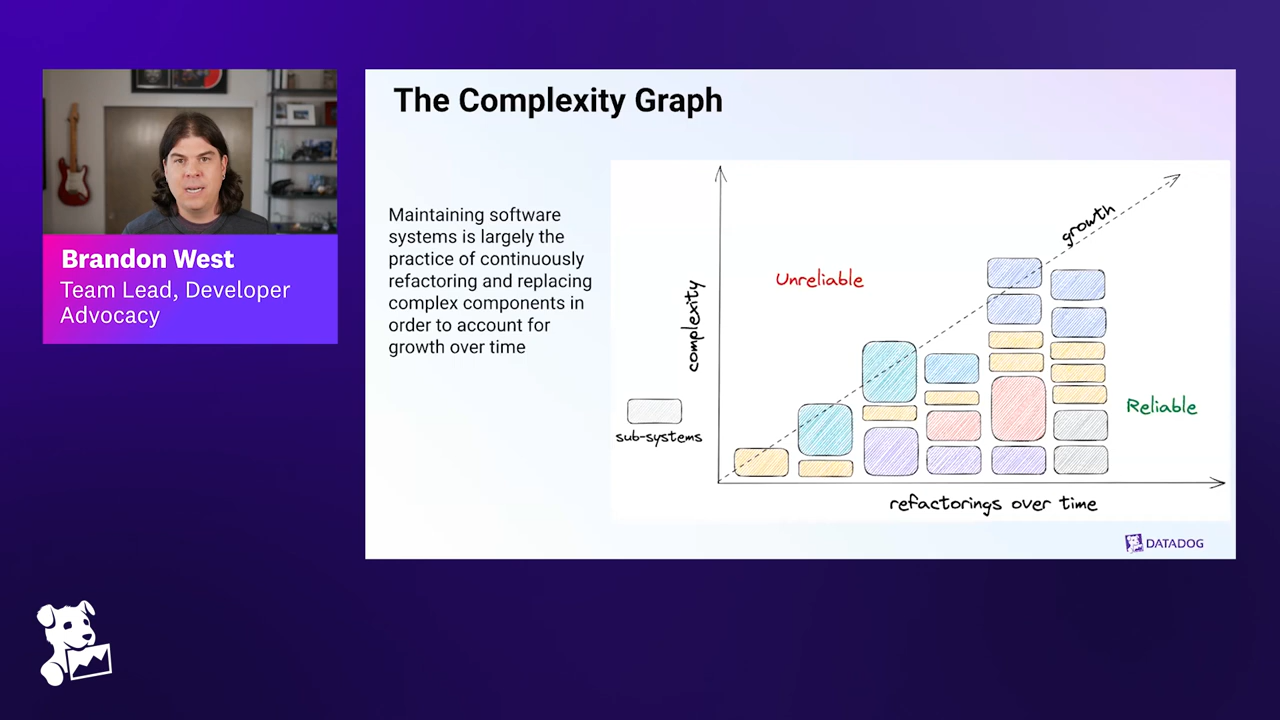 The Complexity Graph
Brandon West
Team Lead, Developer
Advocacy
Maintaining software
systems is largely the
practice of continuously
refactoring and replacing
complex components in
order to account for
growth over time
growth
Unreliable
complexity
Reliable
sub-systems
refactorings over time
DATADOG